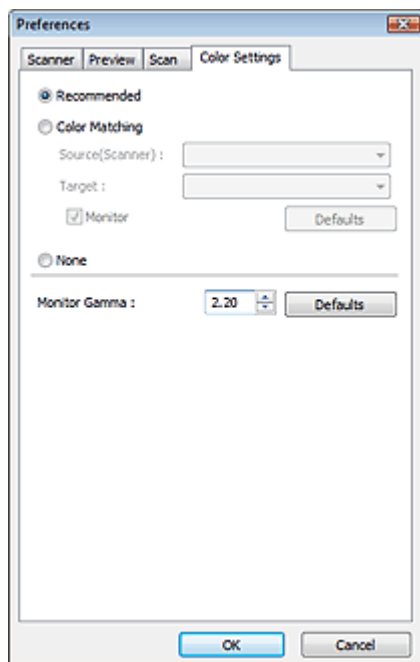 Preferences
Scanner Preview Scan Color Settings
Recommended
Color Matching
Source(Scanner) :
Target :
Monitor Defaults
None
Monitor Gamma : 2.20 Defaults
OK Cancel